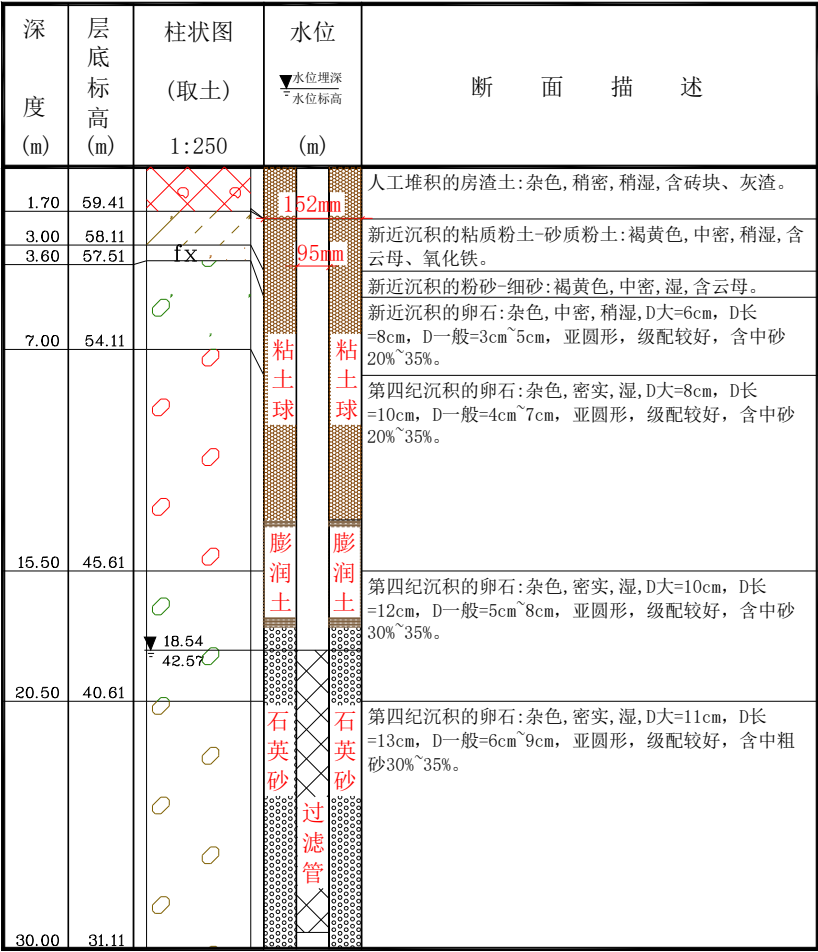 深
度
(m)
层
底
标
高
(m)
柱状图
(取土)
1:250
水位
水位埋深
水位标高
(m)
断 面 描 述
1.70 59.41
人工堆积的房渣土:杂色,稍密,稍湿,含砖块、灰渣。
152mm
3.00 58.11
新近沉积的粘质粉土-砂质粉土:褐黄色,中密,稍湿,含
云母、氧化铁。
95mm
fx
3.60 57.51
新近沉积的粉砂-细砂:褐黄色,中密,湿,含云母。
7.00 54.11
新近沉积的卵石:杂色,中密,稍湿,D大=6cm，D长
=8cm，D一般=3cm~5cm，亚圆形，级配较好，含中砂
20%~35%。
粘
土
球
粘
土
球
第四纪沉积的卵石:杂色,密实,湿,D大=8cm，D长
=10cm，D一般=4cm~7cm，亚圆形，级配较好，含中砂
20%~35%。
15.50 45.61
膨
润
土
膨
润
土
第四纪沉积的卵石:杂色,密实,湿,D大=10cm，D长
=12cm，D一般=5cm~8cm，亚圆形，级配较好，含中砂
30%~35%。
18.54
42.57
20.50 40.61
石
英
砂
石
英
砂
第四纪沉积的卵石:杂色,密实,湿,D大=11cm，D长
=13cm，D一般=6cm~9cm，亚圆形，级配较好，含中粗
砂30%~35%。
过
滤
管
30.00 31.11